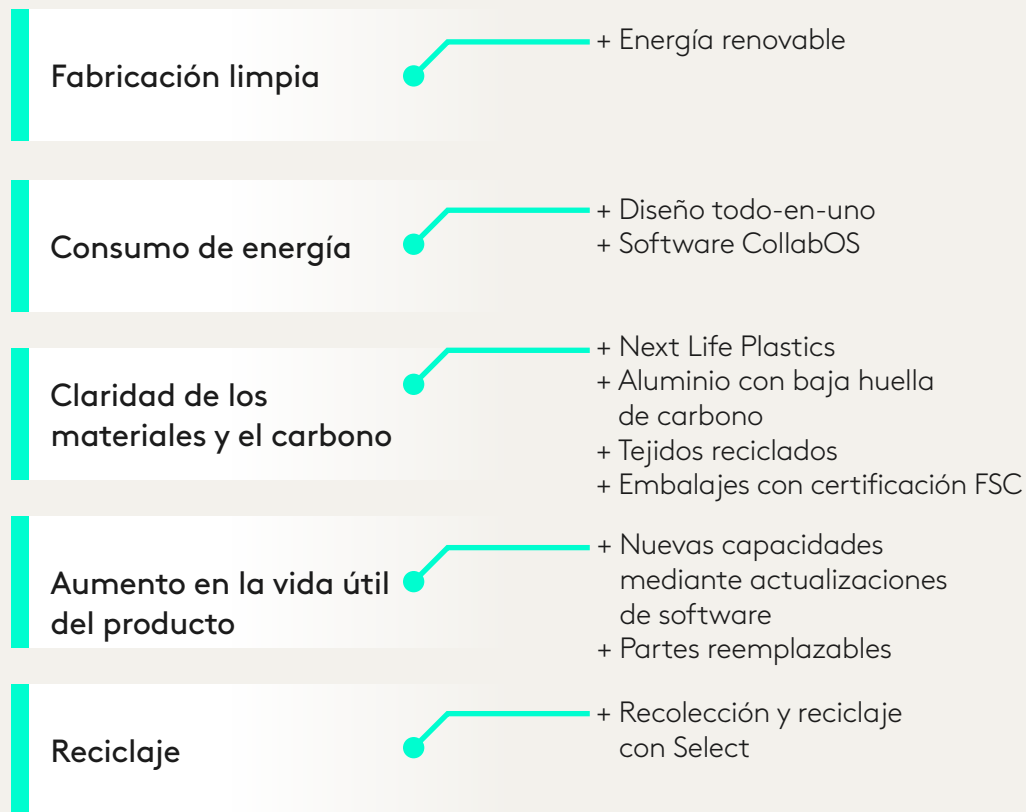 Fabricación limpia
+ Energía renovable
Consumo de energía
+ Diseño todo-en-uno
+ Software CollabOS
Claridad de los
materiales y el carbono
+ Next Life Plastics
+ Aluminio con baja huella
de carbono
+ Tejidos reciclados
+ Embalajes con certificación FSC
Aumento en la vida útil
del producto
+ Nuevas capacidades
mediante actualizaciones
de software
+ Partes reemplazables
Reciclaje
+ Recolección y reciclaje
con Select